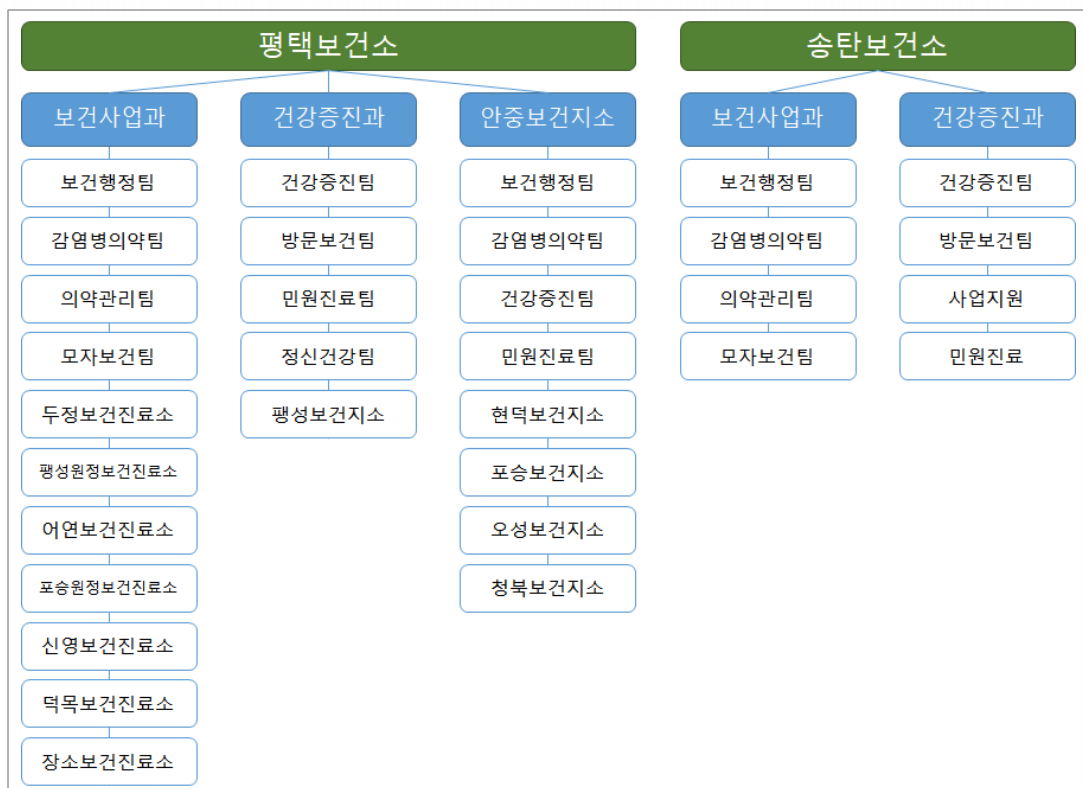 평택보건소
보건사업과
보건행정팀
감염병의약팀
의약관리팀
모자보건팀
두정보건진료소
팽성원정보건진료소
어연보건진료소
포승원정보건진료소
신영보건진료소
덕목보건진료소
장소보건진료소
건강증진과
건강증진팀
방문보건팀
민원진료팀
정신건강팀
팽성보건지소
안중보건지소
보건행정팀
감염병의약팀
건강증진팀
민원진료팀
현덕보건지소
포승보건지소
오성보건지소
청북보건지소
송탄보건소
보건사업과
보건행정팀
감염병의약팀
의약관리팀
모자보건팀
건강증진과
건강증진팀
방문보건팀
사업지원
민원진료